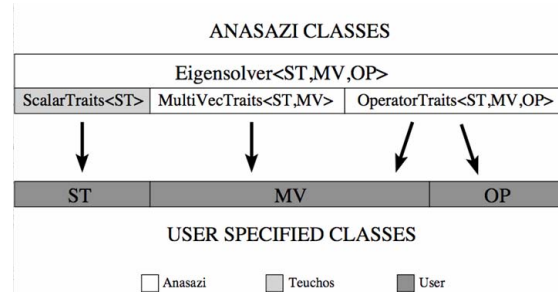 ANASAZI CLASSES
Eigensolver<ST,MV,OP>
ScalarTraits<ST> MultiVecTraits<ST,MV> OperatorTraits<ST,MV,OP>
ST MV OP
USER SPECIFIED CLASSES
Anasazi Teuchos User